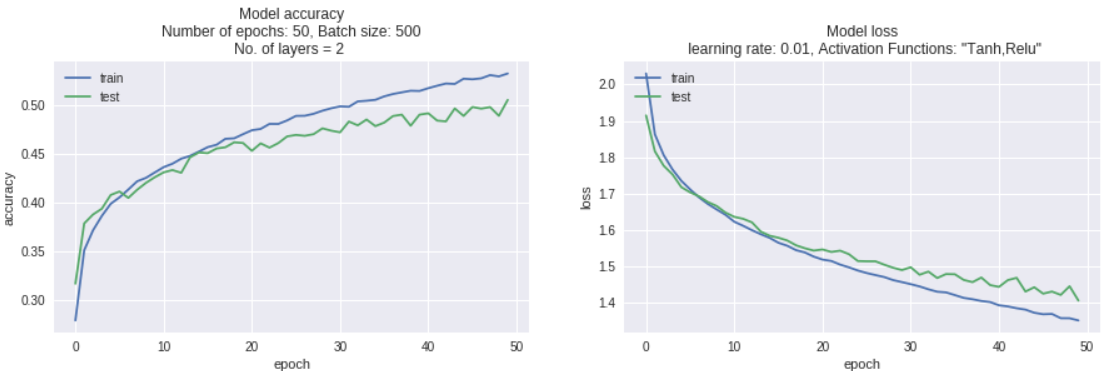 Model accuracy
Number of epochs: 50, Batch size: 500
No. of layers = 2
train
test
0.50
0.45
0.40
0.35
0.30
accuracy
0
10
20
30
40
50
epoch
Model loss
learning rate: 0.01, Activation Functions: "Tanh,Relu"
train
test
2.0
1.9
1.8
1.7
1.6
1.5
1.4
loss
0
10
20
30
40
50
epoch